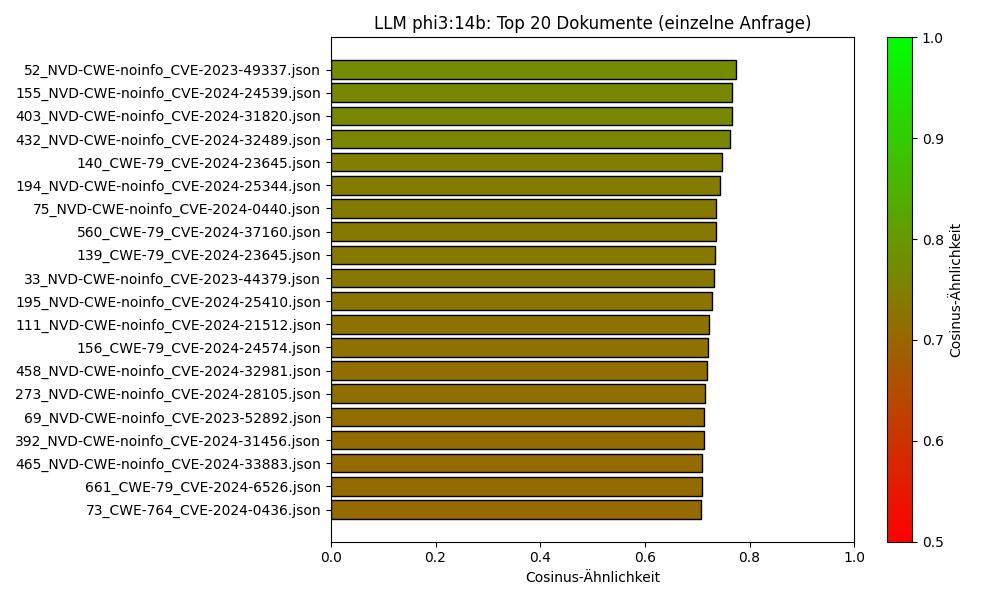 LLM phi3:14b: Top 20 Dokumente (einzelne Anfrage)
52_NVD-CWE-noinfo_CVE-2023-49337.json
155_NVD-CWE-noinfo_CVE-2024-24539.json
403_NVD-CWE-noinfo_CVE-2024-31820.json
432_NVD-CWE-noinfo_CVE-2024-32489.json
140_CWE-79_CVE-2024-23645.json
194_NVD-CWE-noinfo_CVE-2024-25344.json
75_NVD-CWE-noinfo_CVE-2024-0440.json
560_CWE-79_CVE-2024-37160.json
139_CWE-79_CVE-2024-23645.json
33_NVD-CWE-noinfo_CVE-2023-44379.json
195_NVD-CWE-noinfo_CVE-2024-25410.json
111_NVD-CWE-noinfo_CVE-2024-21512.json
156_CWE-79_CVE-2024-24574.json
458_NVD-CWE-noinfo_CVE-2024-32981.json
273_NVD-CWE-noinfo_CVE-2024-28105.json
69_NVD-CWE-noinfo_CVE-2023-52892.json
392_NVD-CWE-noinfo_CVE-2024-31456.json
465_NVD-CWE-noinfo_CVE-2024-33883.json
661_CWE-79_CVE-2024-6526.json
73_CWE-764_CVE-2024-0436.json
0.0 0.2 0.4 0.6 0.8 1.0
Cosinus-Ähnlichkeit
1.0
0.9
0.8
0.7
0.6
0.5
Cosinus-Ähnlichkeit